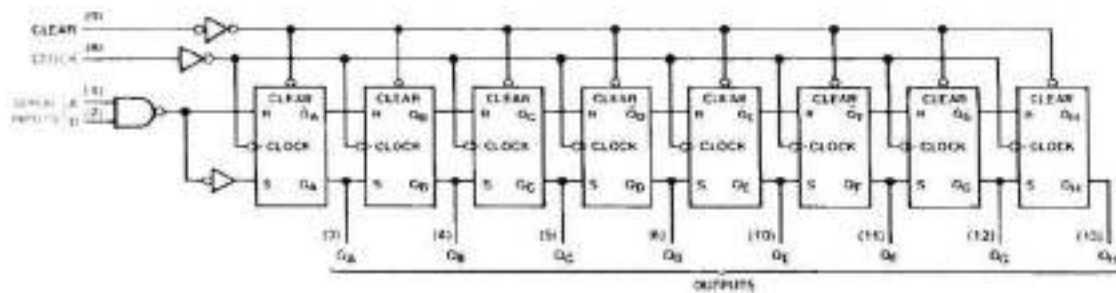 CLEAR (9)
CLOCK (8)
SERIAL INPUTS A (1)
B (2)
CLEAR CLEAR CLEAR CLEAR CLEAR CLEAR CLEAR CLEAR
R QA R QB R QC R QD R QE R QF R QG R QH
CLOCK CLOCK CLOCK CLOCK CLOCK CLOCK CLOCK CLOCK
S QA S QB S QC S QD S QE S QF S QG S QH
(3) (4) (5) (6) (10) (11) (12) (13)
QA QB QC QD QE QF QG QH
OUTPUTS